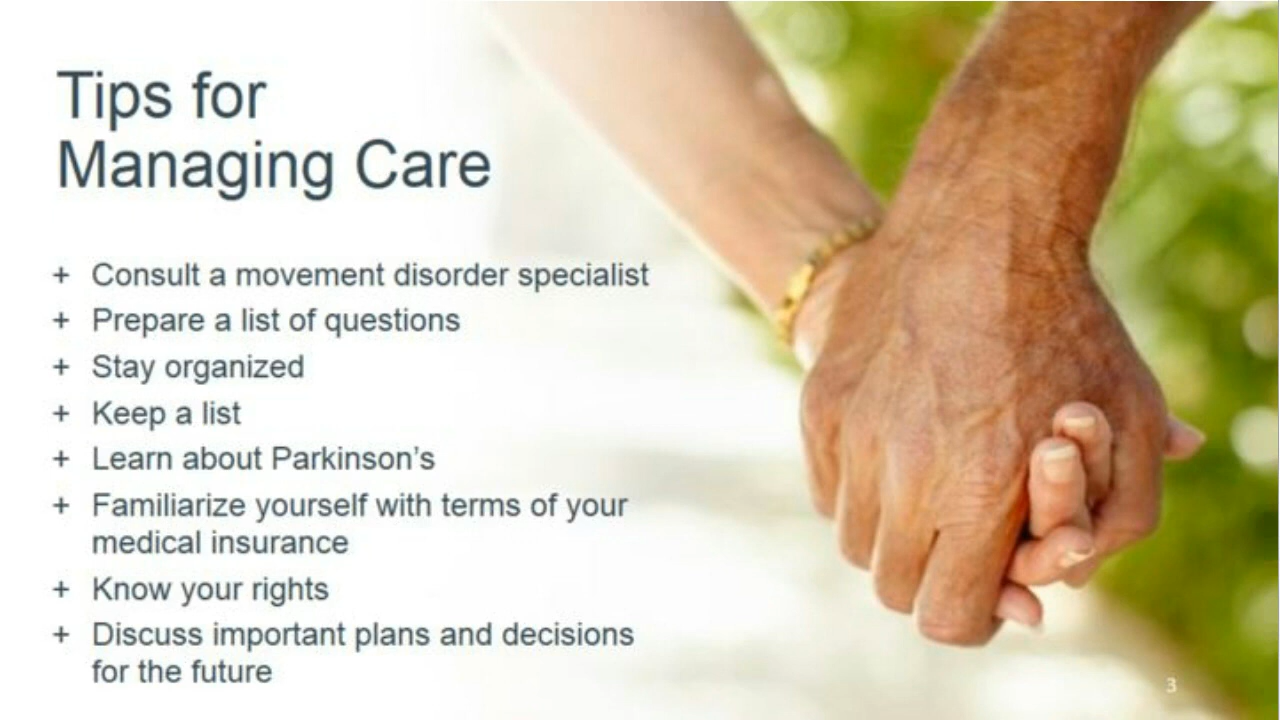 Tips for
Managing Care
+ Consult a movement disorder specialist
+ Prepare a list of questions
+ Stay organized
+ Keep a list
+ Learn about Parkinson’s
+ Familiarize yourself with terms of your
medical insurance
+ Know your rights
+ Discuss important plans and decisions
for the future
3